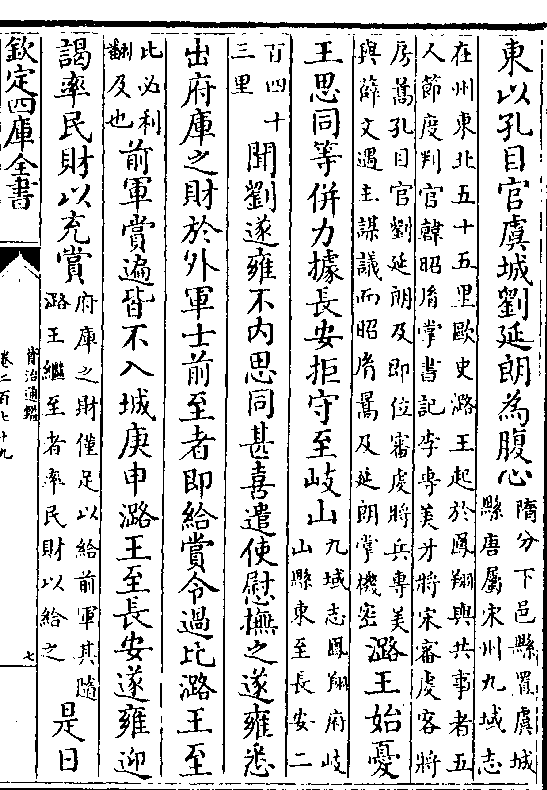 東以孔目官虞城劉延朗為腹心隋分下邑縣置虞城
縣唐屬宋州九域志
在州東北五十五里歐史潞王起於鳳翔與共事者五
人節度判官韓昭胤掌書記李專美牙將宋審虔客將
房暠孔目官劉延朗及即位審虔將兵專美
與薛文遇主謀議而昭胤暠及延朗掌機密潞王始憂
王思同等併力據長安拒守至岐山九域志鳳翔府岐
山縣東至長安二
百四十
三里聞劉遂雍不内思同甚喜遣使慰撫之遂雍悉
出府庫之財於外軍士前至者即給賞令過比潞王至
比必利
翻及也前軍賞遍皆不入城庚申潞王至長安遂雍迎
謁率民財以充賞府庫之財僅足以給前軍其隨
潞王繼至者率民財以給之是日
欽定四庫全書
資治通鑑
卷二百七十九
七